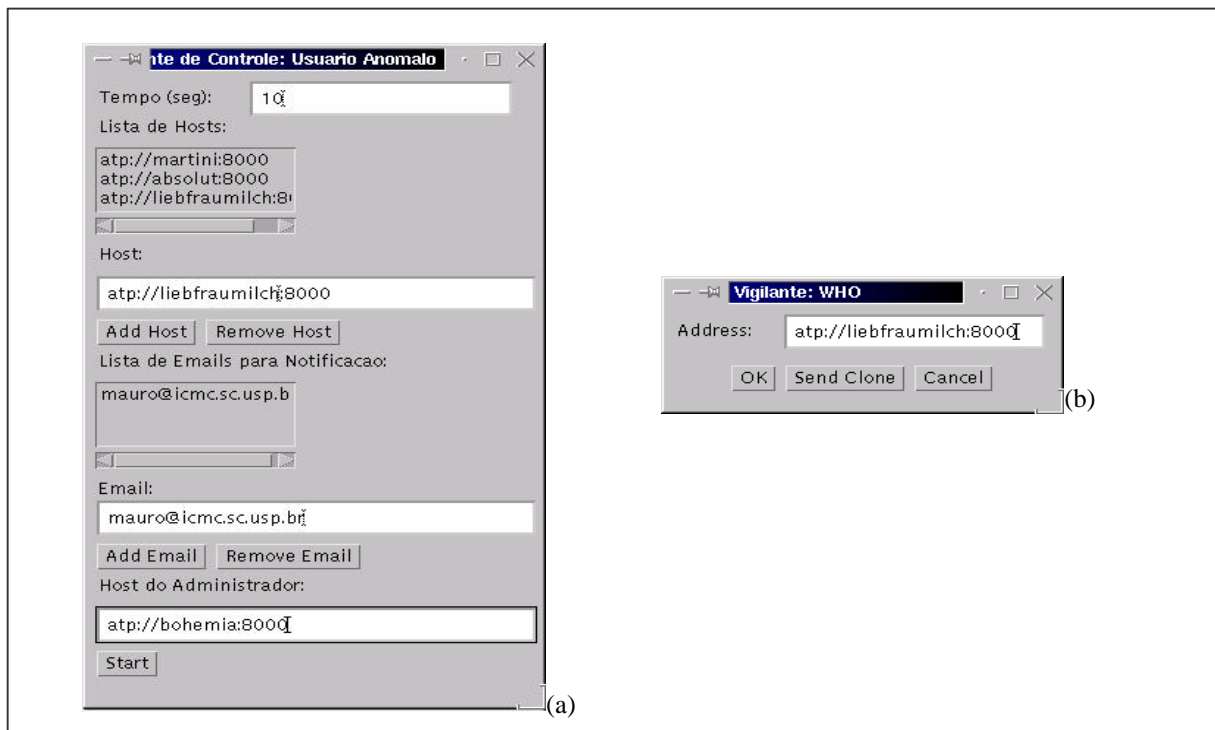 nte de Controle: Usuario Anomalo
Tempo (seg): 10
Lista de Hosts:
atp://martini:8000
atp://absolut:8000
atp://liebfraumilch:80
Host:
atp://liebfraumilch:8000
Add Host Remove Host
Lista de Emails para Notificacao:
mauro@icmc.sc.usp.b
Email:
mauro@icmc.sc.usp.br
Add Email Remove Email
Host do Administrador:
atp://bohemia:8000
Start
(a)
Vigilante: WHO
Address: atp://liebfraumilch:8000
OK Send Clone Cancel
(b)